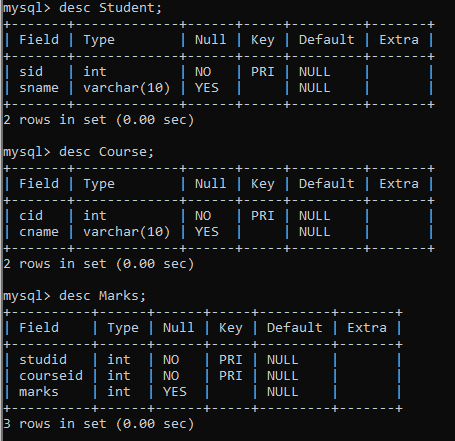 mysql> desc Student;
+-------+-------------+------+-----+---------+-------+
| Field | Type        | Null | Key | Default | Extra |
+-------+-------------+------+-----+---------+-------+
| sid   | int         | NO   | PRI | NULL    |       |
| sname | varchar(10) | YES  |     | NULL    |       |
+-------+-------------+------+-----+---------+-------+
2 rows in set (0.00 sec)
mysql> desc Course;
+-------+-------------+------+-----+---------+-------+
| Field | Type        | Null | Key | Default | Extra |
+-------+-------------+------+-----+---------+-------+
| cid   | int         | NO   | PRI | NULL    |       |
| cname | varchar(10) | YES  |     | NULL    |       |
+-------+-------------+------+-----+---------+-------+
2 rows in set (0.00 sec)
mysql> desc Marks;
+----------+------+------+-----+---------+-------+
| Field    | Type | Null | Key | Default | Extra |
+----------+------+------+-----+---------+-------+
| studid   | int  | NO   | PRI | NULL    |       |
| courseid | int  | NO   | PRI | NULL    |       |
| marks    | int  | YES  |     | NULL    |       |
+----------+------+------+-----+---------+-------+
3 rows in set (0.00 sec)